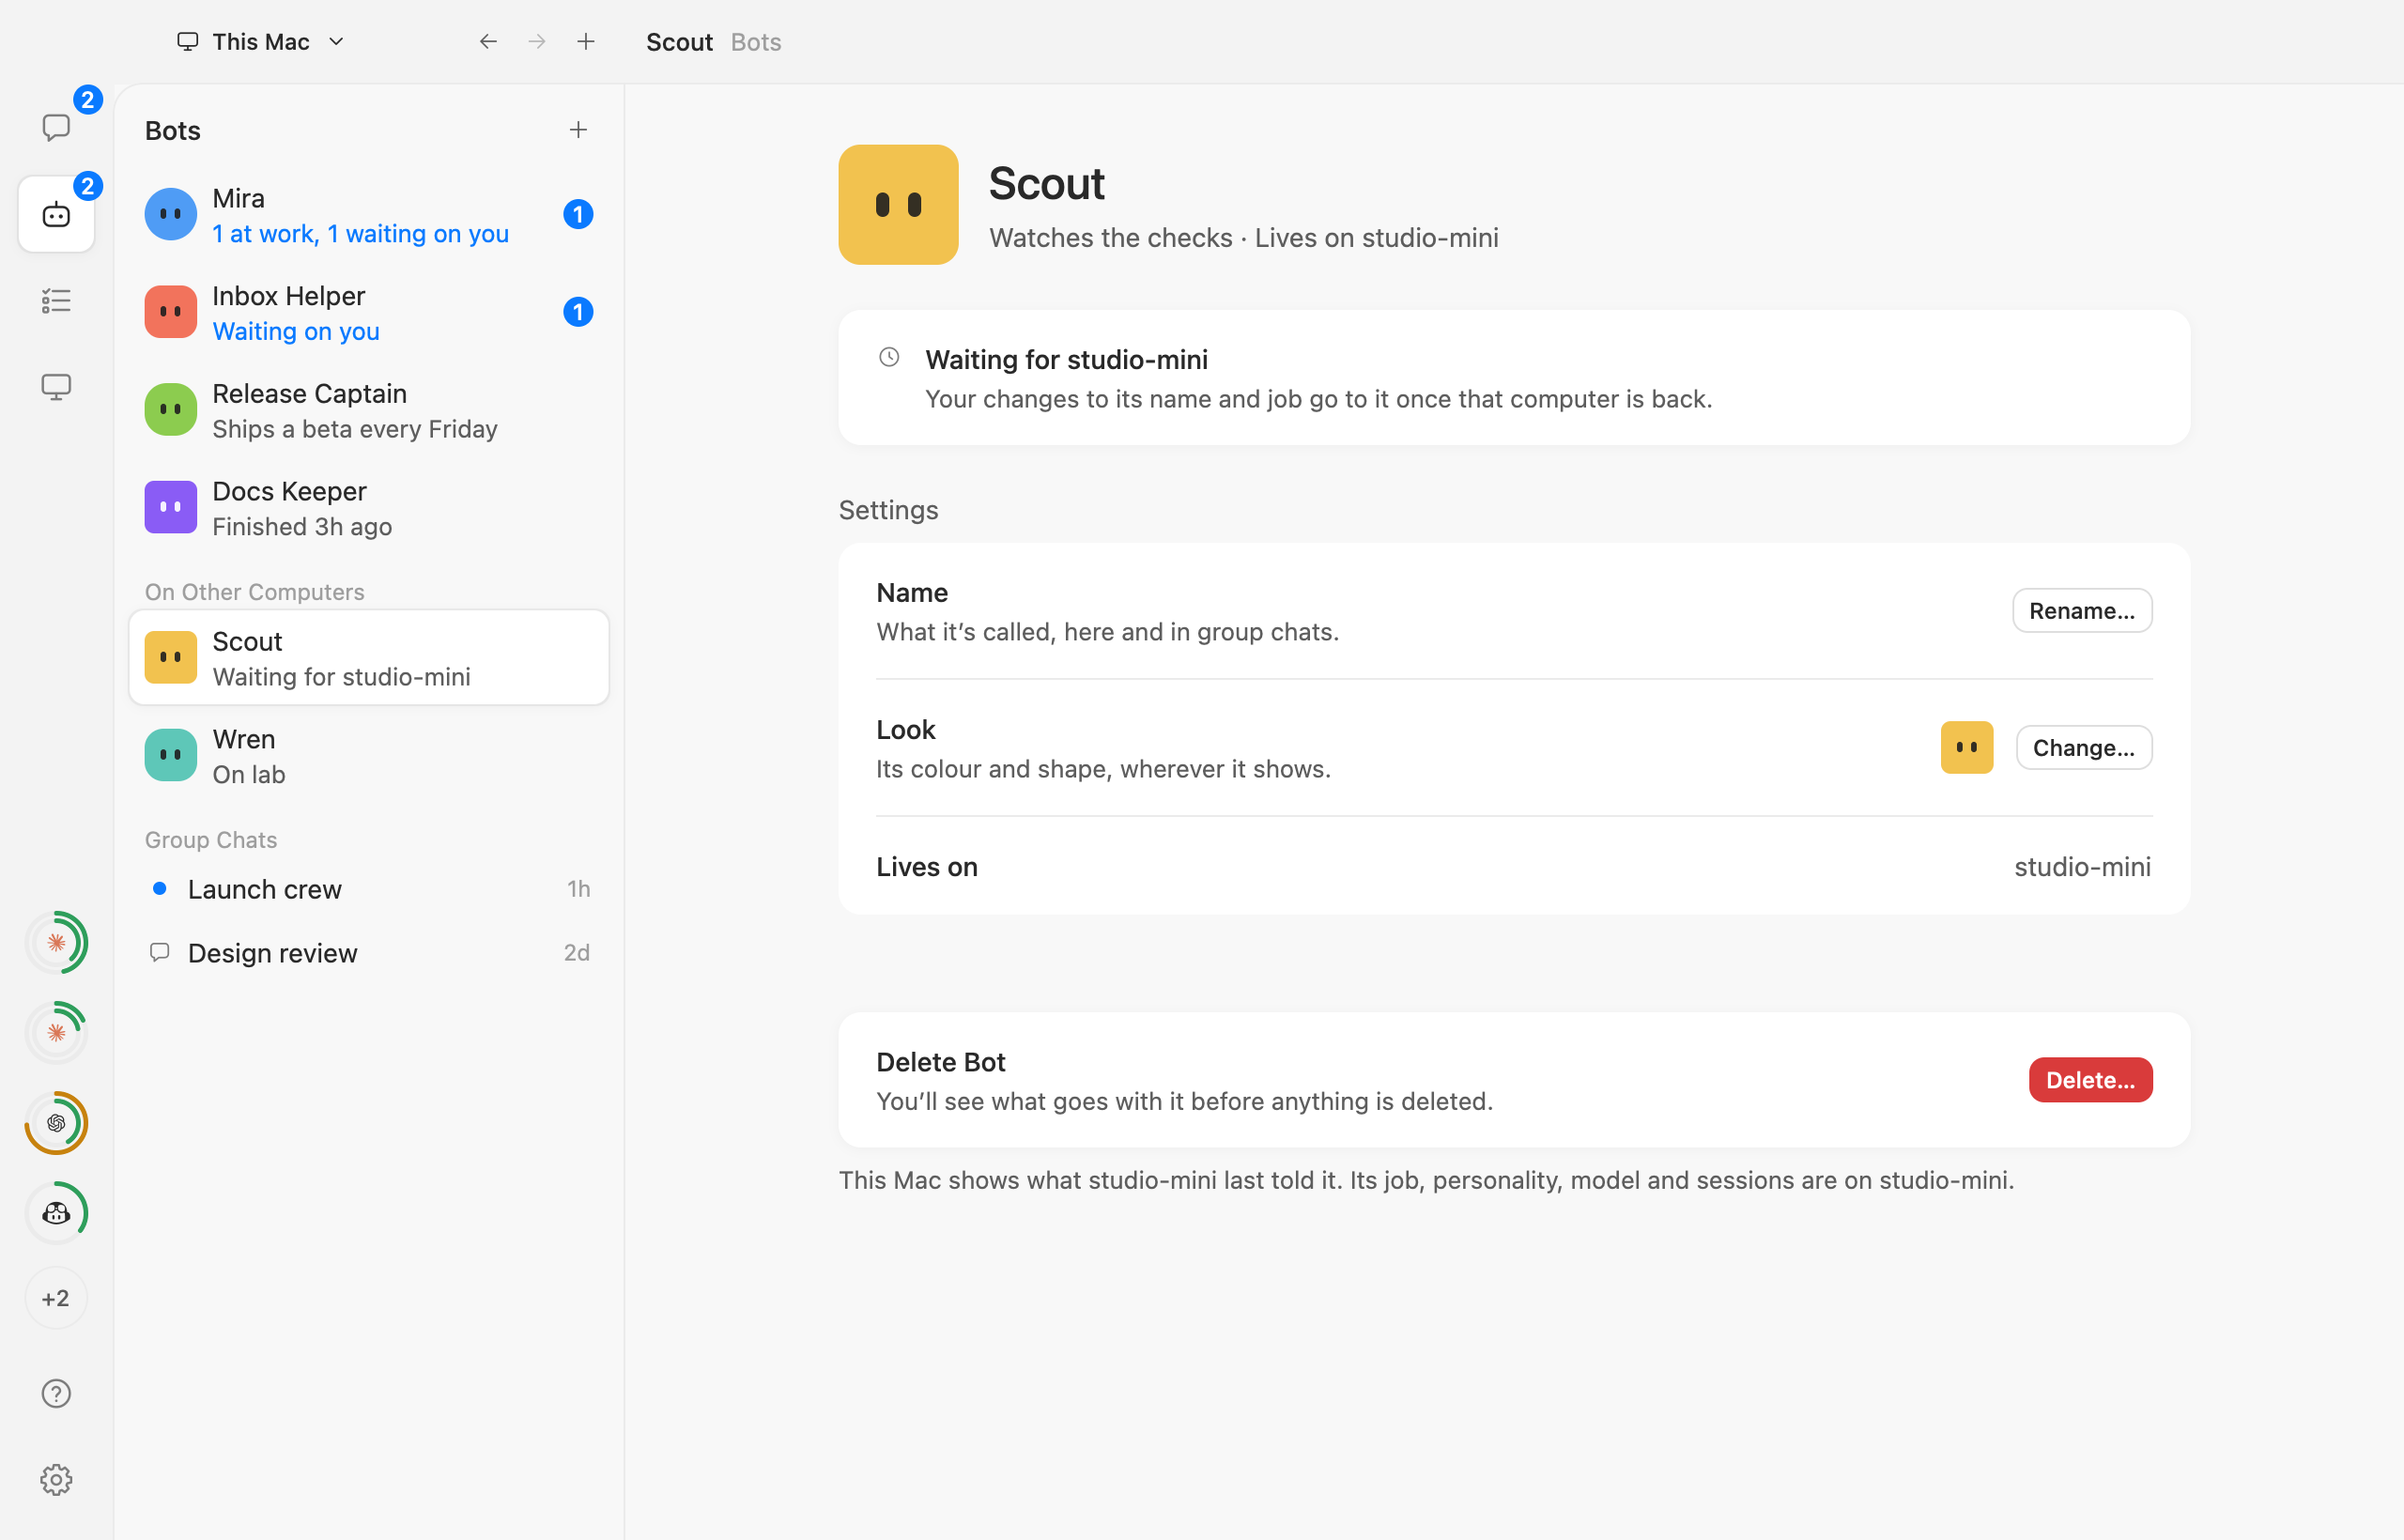 This Mac
Scout Bots
2
2
Bots
Mira
1 at work, 1 waiting on you
1
Inbox Helper
Waiting on you
1
Release Captain
Ships a beta every Friday
Docs Keeper
Finished 3h ago
On Other Computers
Scout
Waiting for studio-mini
Wren
On lab
Group Chats
Launch crew 1h
Design review 2d
+2
Scout
Watches the checks · Lives on studio-mini
Waiting for studio-mini
Your changes to its name and job go to it once that computer is back.
Settings
Name
What it’s called, here and in group chats.
Rename…
Look
Its colour and shape, wherever it shows.
Change…
Lives on studio-mini
Delete Bot
You’ll see what goes with it before anything is deleted.
Delete…
This Mac shows what studio-mini last told it. Its job, personality, model and sessions are on studio-mini.